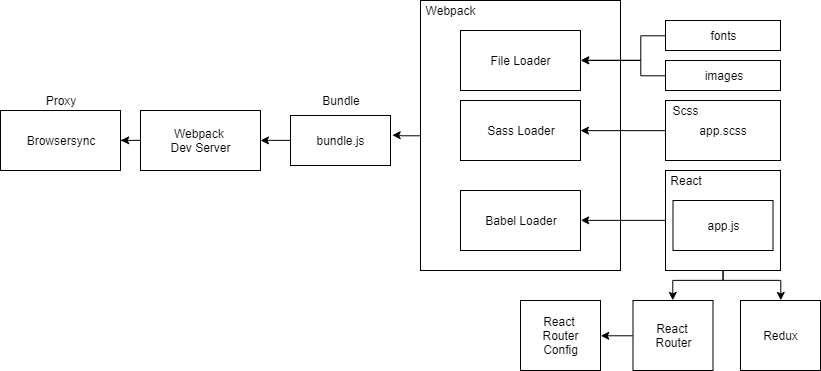 Webpack
File Loader
fonts
images
Proxy
Bundle
Browsersync
Webpack
Dev Server
bundle.js
Sass Loader
Scss
app.scss
Babel Loader
React
app.js
React
Router
Config
React
Router
Redux